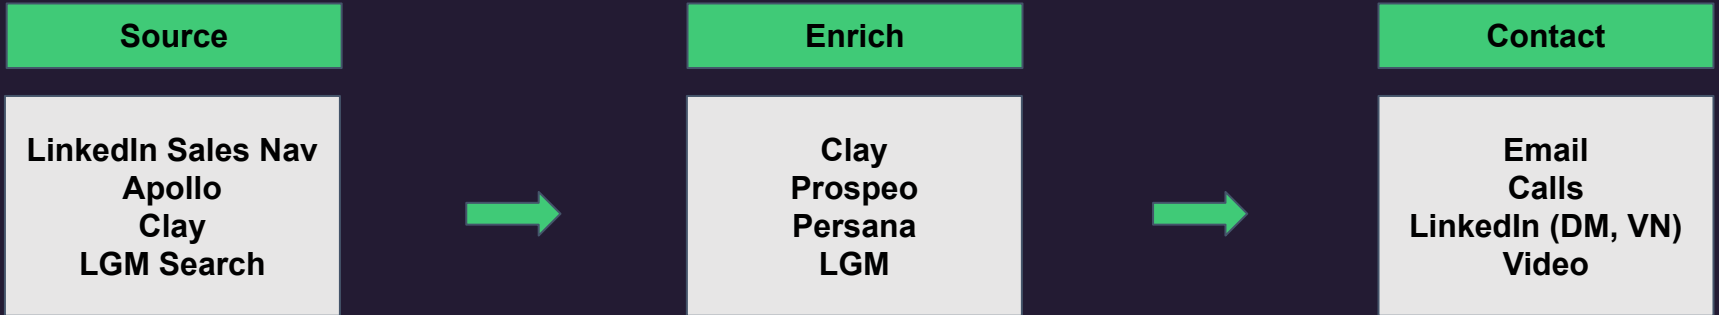 Source
LinkedIn Sales Nav
Apollo
Clay
LGM Search
Enrich
Clay
Prospeo
Persana
LGM
Contact
Email
Calls
LinkedIn (DM, VN)
Video